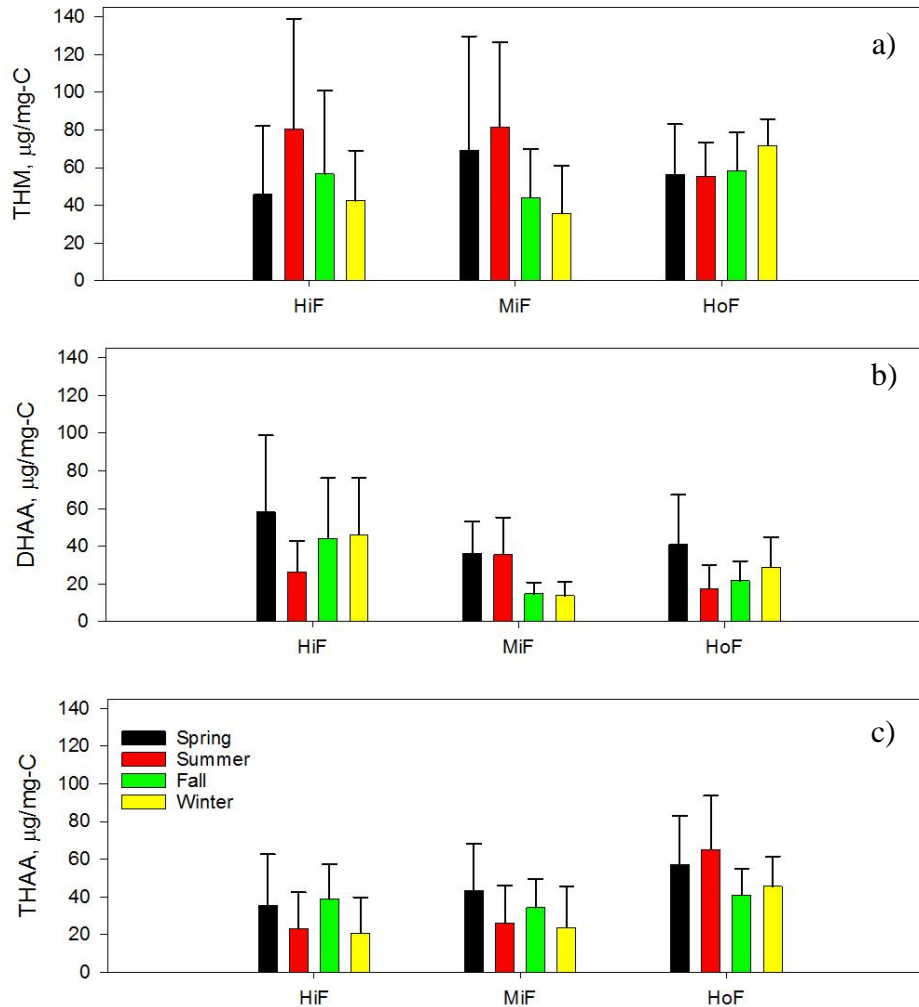 a)
THM, µg/mg-C
140
120
100
80
60
40
20
0
HiF MiF HoF
b)
DHAA, µg/mg-C
140
120
100
80
60
40
20
0
HiF MiF HoF
c)
THAA, µg/mg-C
140
120
100
80
60
40
20
0
Spring
Summer
Fall
Winter
HiF MiF HoF